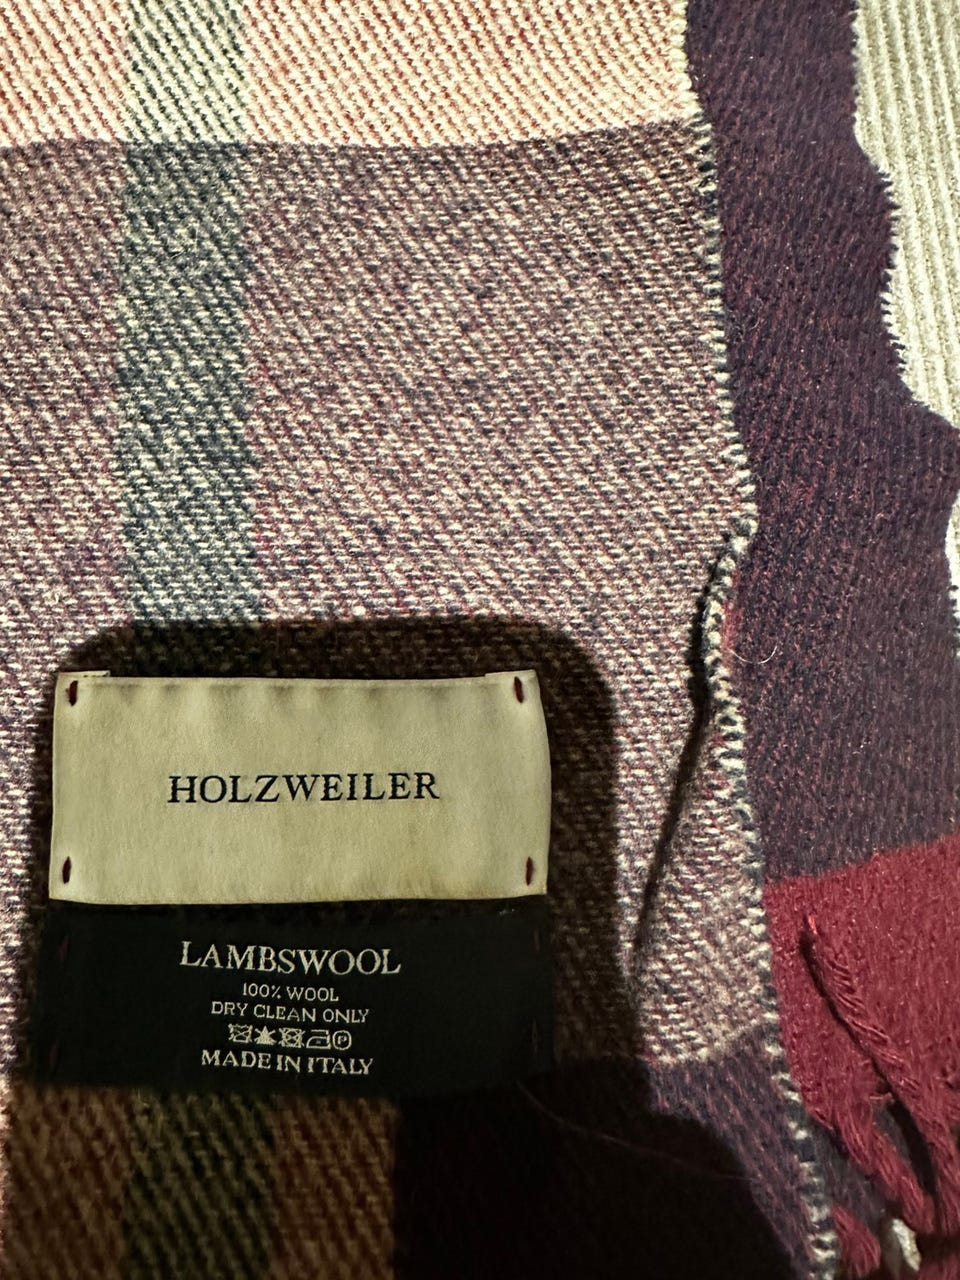 HOLZWEILER
LAMBSWOOL
100% WOOL
DRY CLEAN ONLY
P
MADE IN ITALY